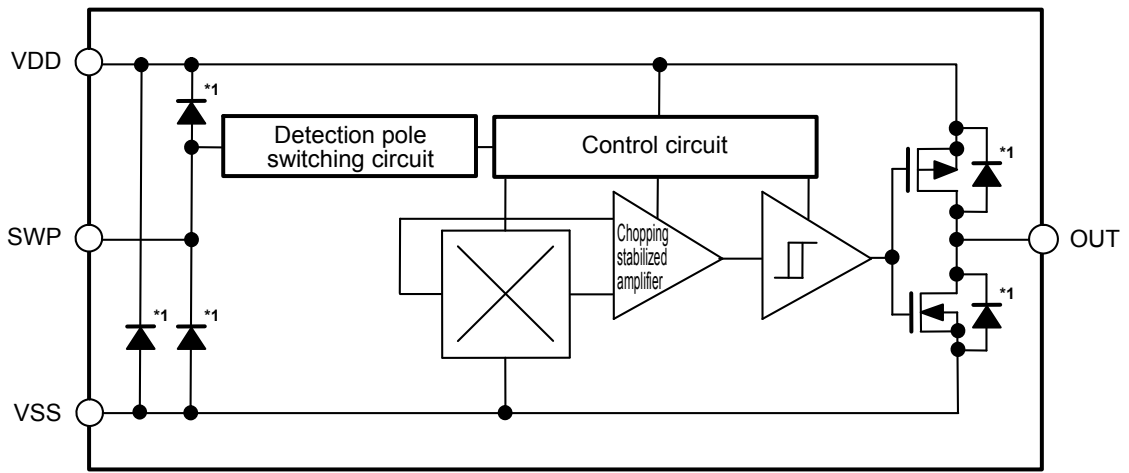 VDD
*1
Detection pole
switching circuit
Control circuit
*1
SWP
Chopping
stabilized
amplifier
OUT
*1
*1
*1
VSS